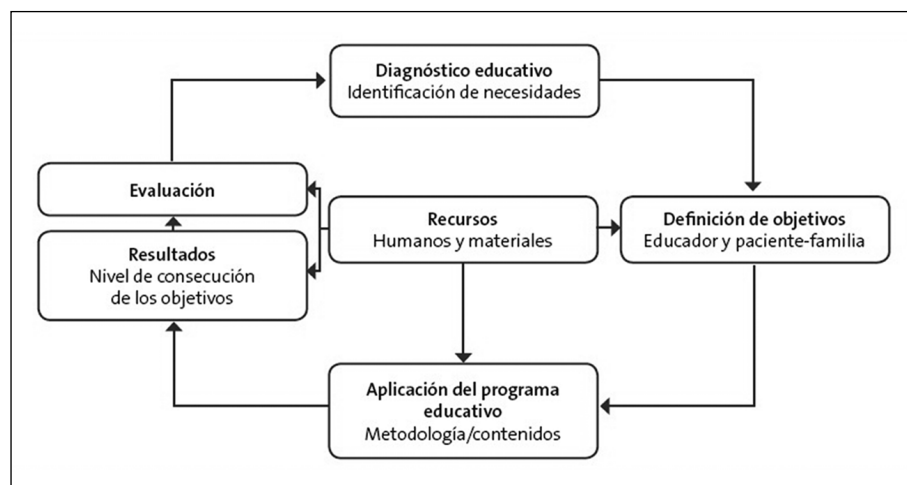 Diagnóstico educativo
Identificación de necesidades
Evaluación
Recursos
Humanos y materiales
Definición de objetivos
Educador y paciente-familia
Resultados
Nivel de consecución
de los objetivos
Aplicación del programa
educativo
Metodología/contenidos